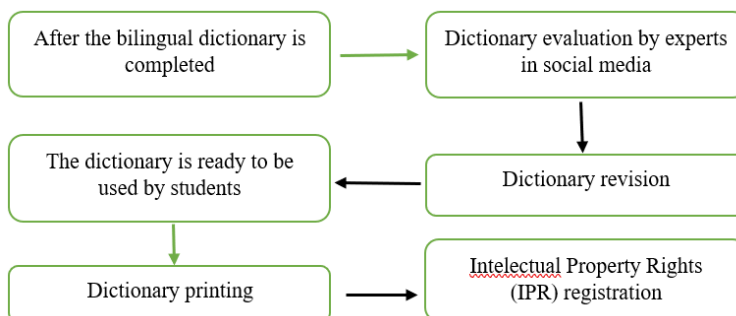 After the bilingual dictionary is
completed
Dictionary evaluation by experts
in social media
Dictionary revision
The dictionary is ready to be
used by students
Dictionary printing
Intelectual Property Rights
(IPR) registration